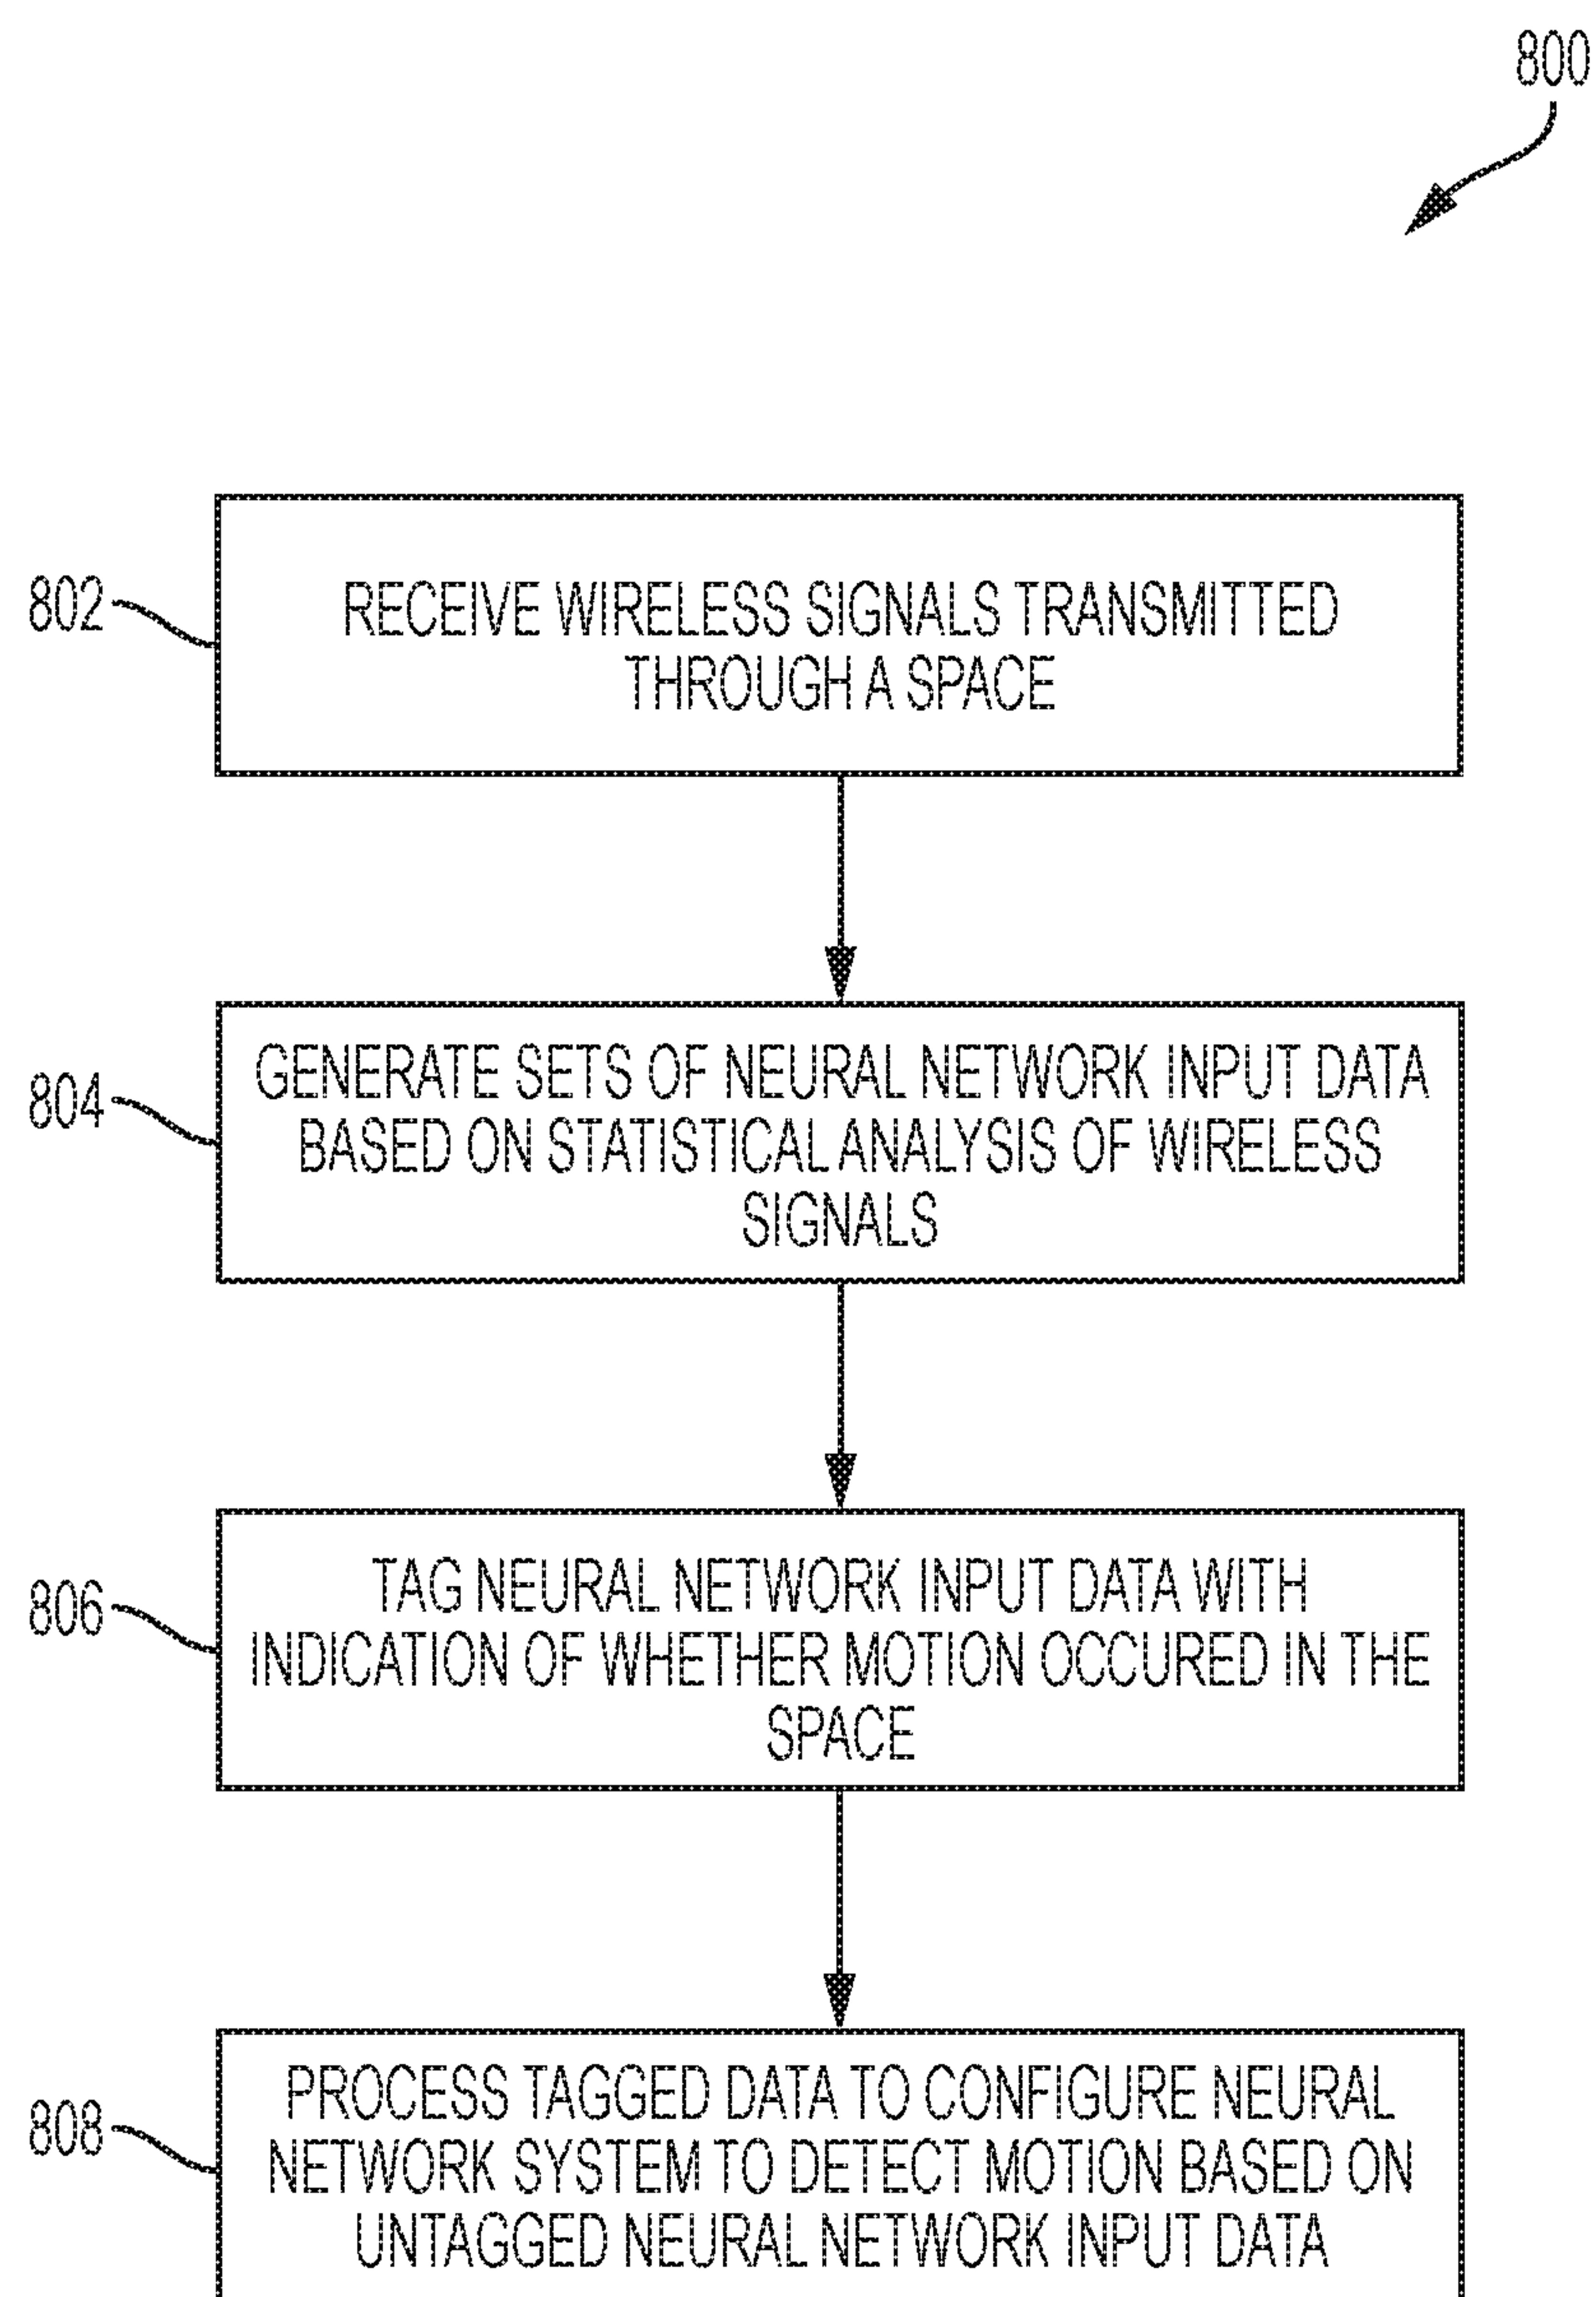 800
802
RECEIVE WIRELESS SIGNALS TRANSMITTED
THROUGH A SPACE
804
GENERATE SETS OF NEURAL NETWORK INPUT DATA
BASED ON STATISTICAL ANALYSIS OF WIRELESS
SIGNALS
806
TAG NEURAL NETWORK INPUT DATA WITH
INDICATION OF WHETHER MOTION OCCURED IN THE
SPACE
808
PROCESS TAGGED DATA TO CONFIGURE NEURAL
NETWORK SYSTEM TO DETECT MOTION BASED ON
UNTAGGED NEURAL NETWORK INPUT DATA